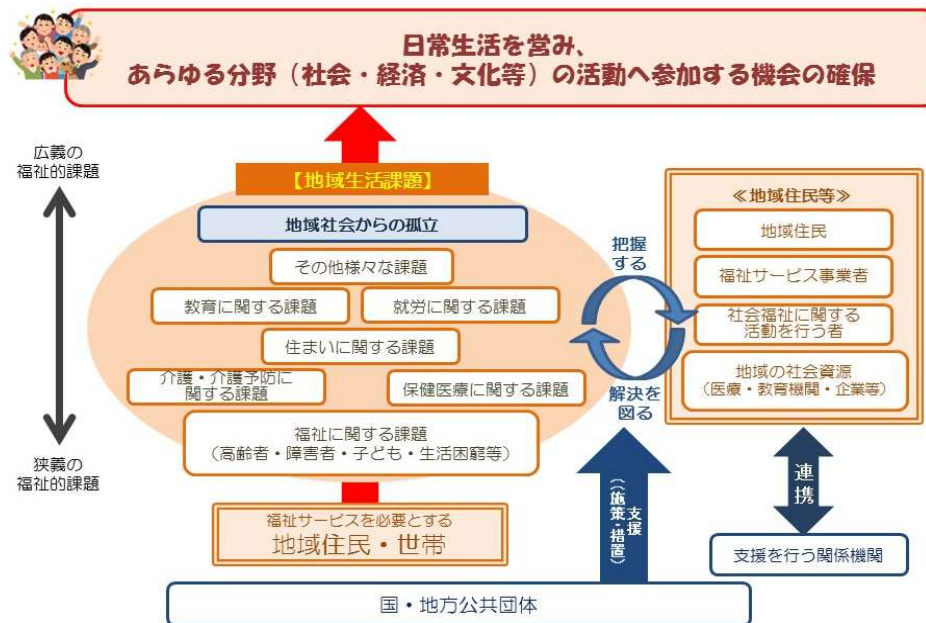 日常生活を営み、
あらゆる分野（社会・経済・文化等）の活動へ参加する機会の確保
広義の
福祉的課題
狭義の
福祉的課題
【地域生活課題】
地域社会からの孤立
その他様々な課題
教育に関する課題
就労に関する課題
住まいに関する課題
介護・介護予防に
関する課題
保健医療に関する課題
福祉に関する課題
（高齢者・障害者・子ども・生活困窮等）
福祉サービスを必要とする
地域住民・世帯
把握
する
解決を
図る
≪地域住民等≫
地域住民
福祉サービス事業者
社会福祉に関する
活動を行う者
地域の社会資源
（医療・教育機関・企業等）
支援
（施策・措置）
連携
支援を行う関係機関
国・地方公共団体